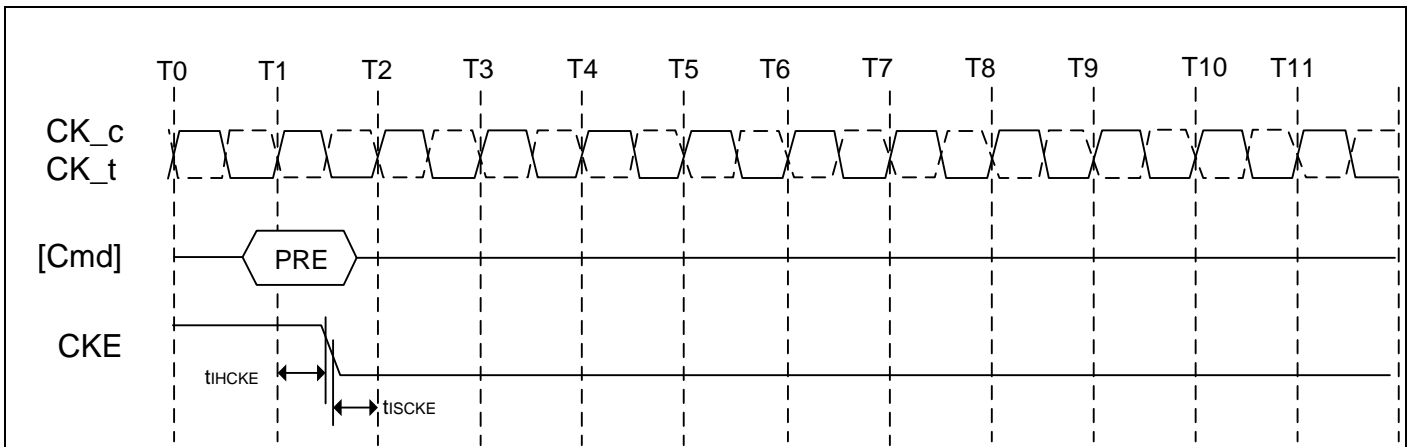 T0 T1 T2 T3 T4 T5 T6 T7 T8 T9 T10 T11
CK_c
CK_t
[Cmd] PRE
CKE
tIHCKE
tISCKE